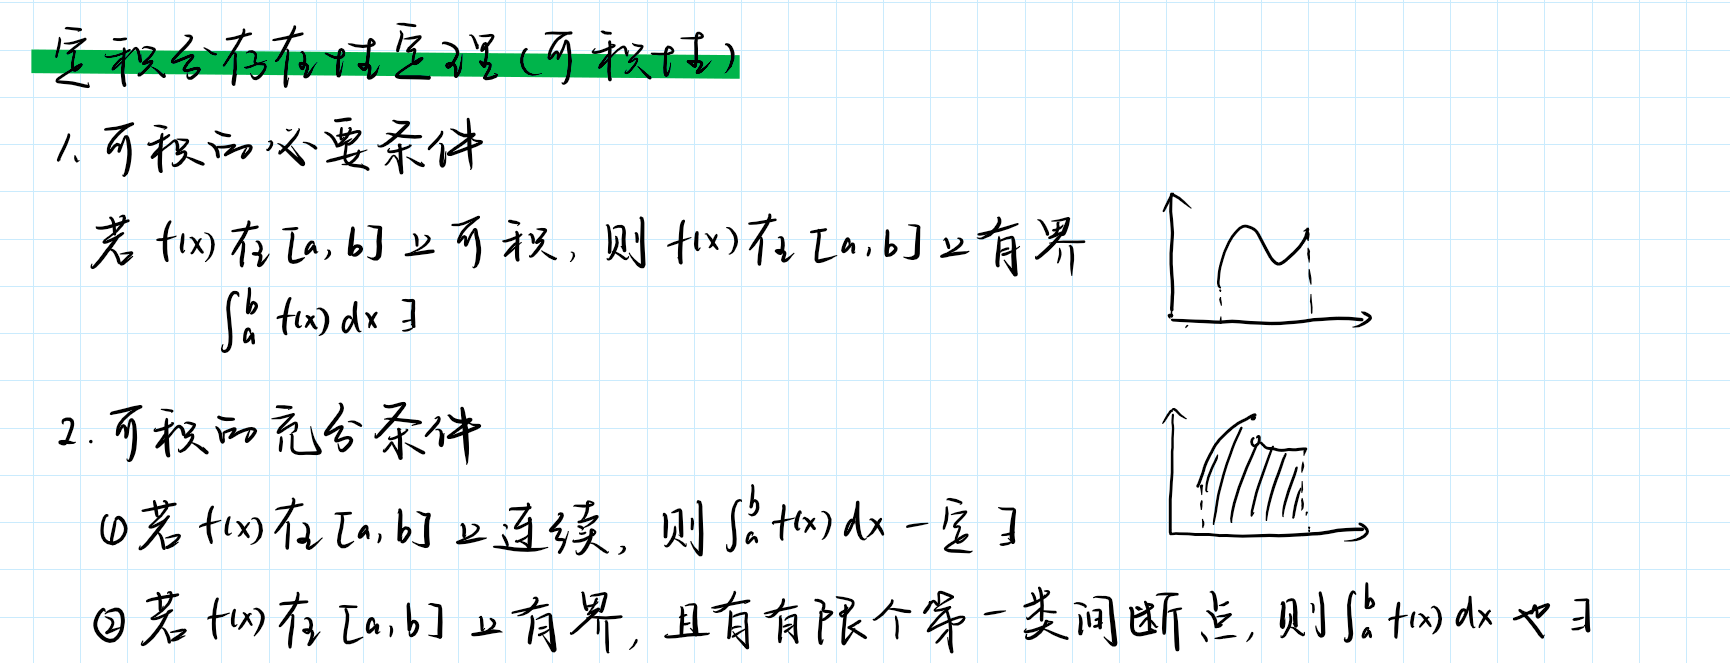 定积分存在性定理(可积性)
1. 可积的必要条件
若 f(x) 在 [a, b] 上可积, 则 f(x) 在 [a, b] 上有界
∫_a^b f(x) dx ∃
2. 可积的充分条件
① 若 f(x) 在 [a, b] 上连续, 则 ∫_a^b f(x) dx 一定 ∃
② 若 f(x) 在 [a, b] 上有界, 且有有限个第一类间断点, 则 ∫_a^b f(x) dx 也 ∃